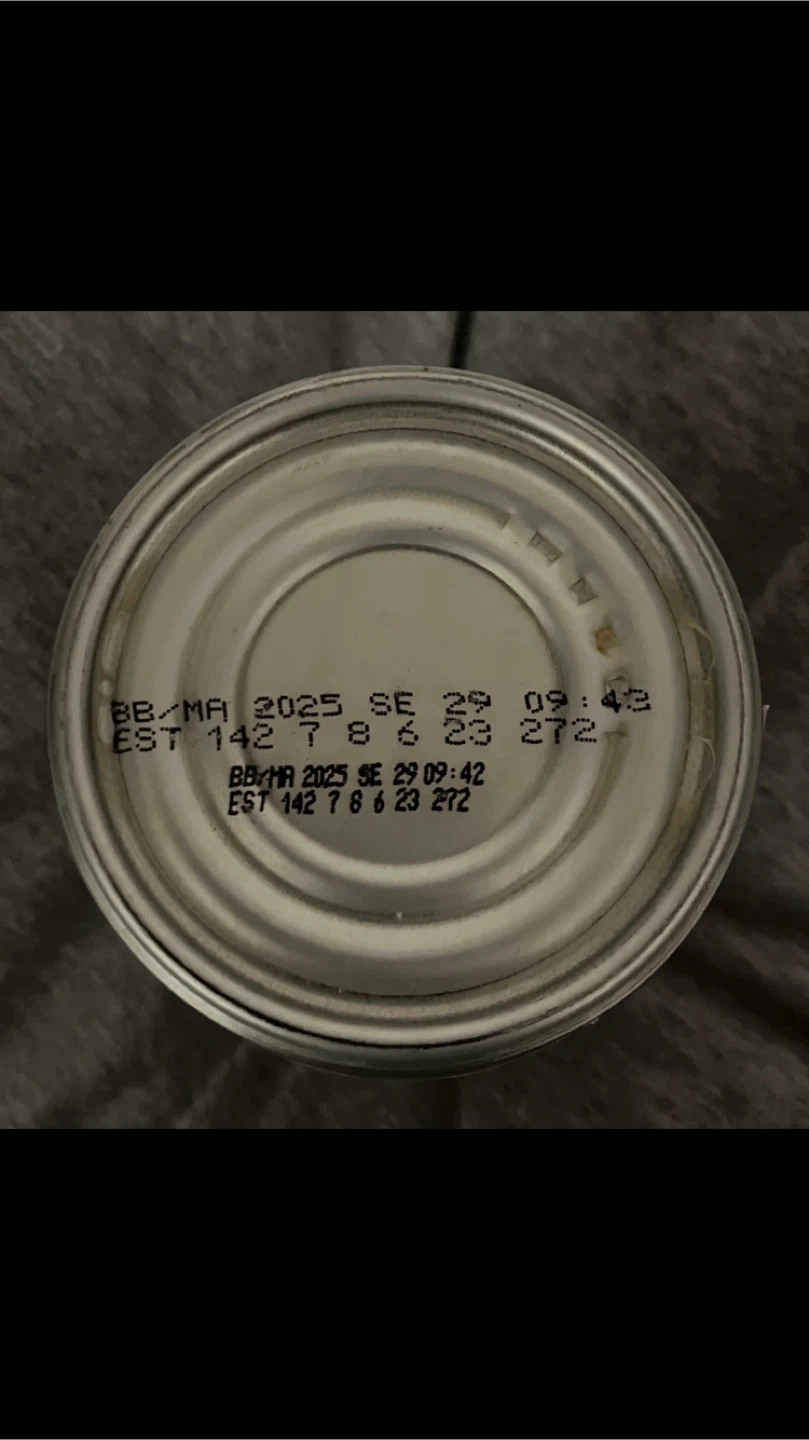 BB/MA 2025 SE 29 09:43
EST 142 7 8 6 23 272
BB/MA 2025 SE 29 09:42
EST 142 7 8 6 23 272